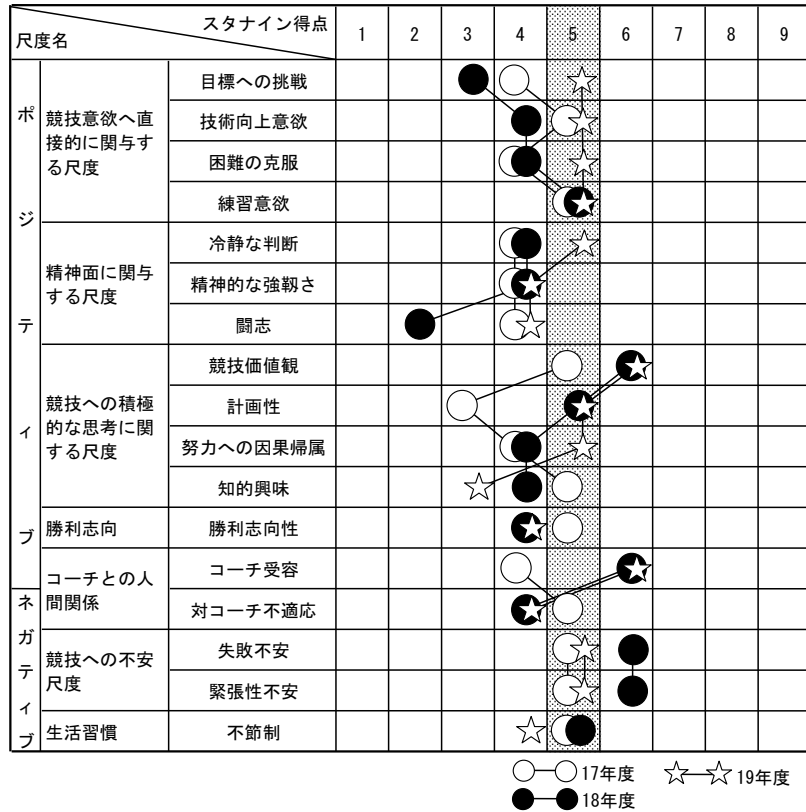 スタナイン得点
尺度名
1 2 3 4 5 6 7 8 9
ポジティブ
競技意欲へ直
接的に関与す
る尺度
目標への挑戦
技術向上意欲
困難の克服
練習意欲
精神面に関与
する尺度
冷静な判断
精神的な強靱さ
闘志
競技への積極
的な思考に関
する尺度
競技価値観
計画性
努力への因果帰属
知的興味
勝利志向
勝利志向性
コーチとの人
間関係
コーチ受容
ネガティブ
対コーチ不適応
競技への不安
尺度
失敗不安
緊張性不安
生活習慣
不節制
17年度
19年度
18年度